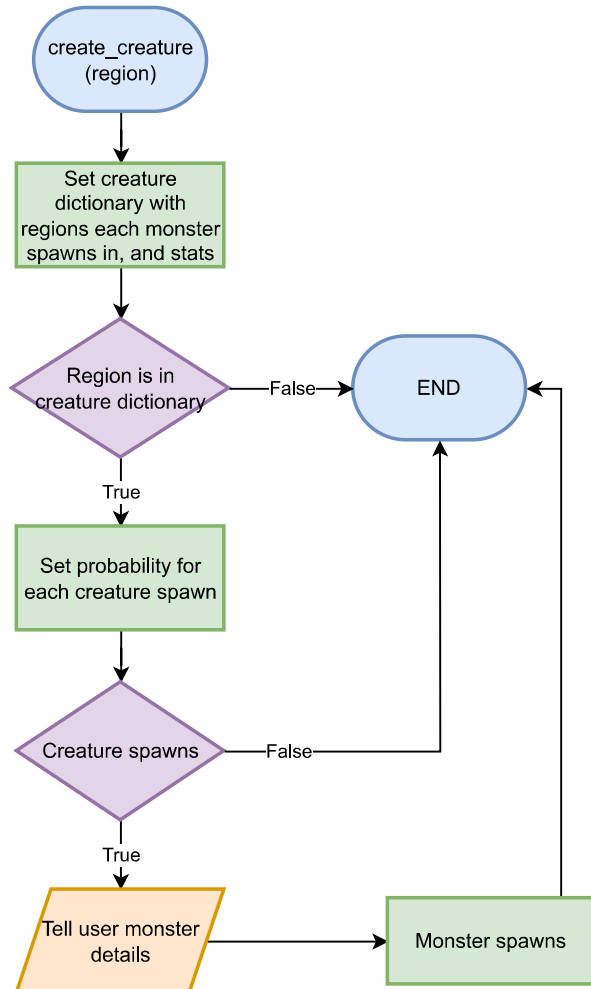 create_creature
(region)
Set creature
dictionary with
regions each monster
spawns in, and stats
Region is in
creature dictionary
False
END
True
Set probability for
each creature spawn
Creature spawns
False
True
Tell user monster
details
Monster spawns